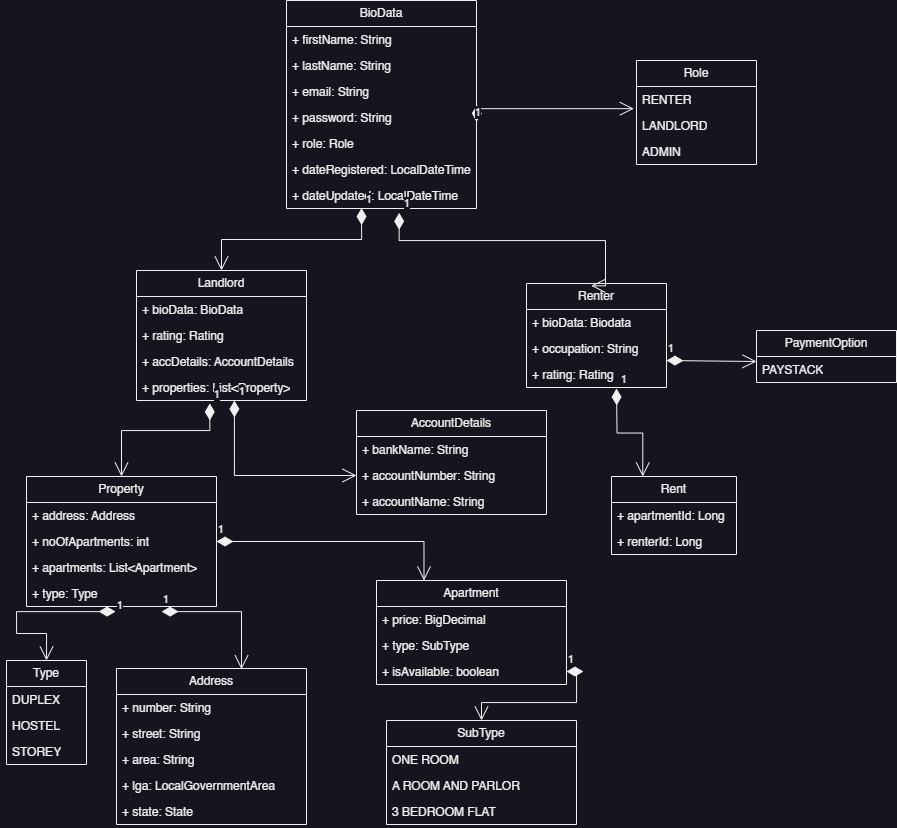 BioData
+ firstName: String
+ lastName: String
+ email: String
+ password: String
+ role: Role
+ dateRegistered: LocalDateTime
+ dateUpdated: LocalDateTime
1
1
1
Role
RENTER
LANDLORD
ADMIN
Landlord
+ bioData: BioData
+ rating: Rating
+ accDetails: AccountDetails
+ properties: List<Property>
1
1
Renter
+ bioData: Biodata
+ occupation: String
+ rating: Rating
1
1
PaymentOption
PAYSTACK
AccountDetails
+ bankName: String
+ accountNumber: String
+ accountName: String
Property
+ address: Address
+ noOfApartments: int
+ apartments: List<Apartment>
+ type: Type
1
1
1
Rent
+ apartmentId: Long
+ renterId: Long
Apartment
+ price: BigDecimal
+ type: SubType
+ isAvailable: boolean
1
Type
DUPLEX
HOSTEL
STOREY
Address
+ number: String
+ street: String
+ area: String
+ lga: LocalGovernmentArea
+ state: State
SubType
ONE ROOM
A ROOM AND PARLOR
3 BEDROOM FLAT